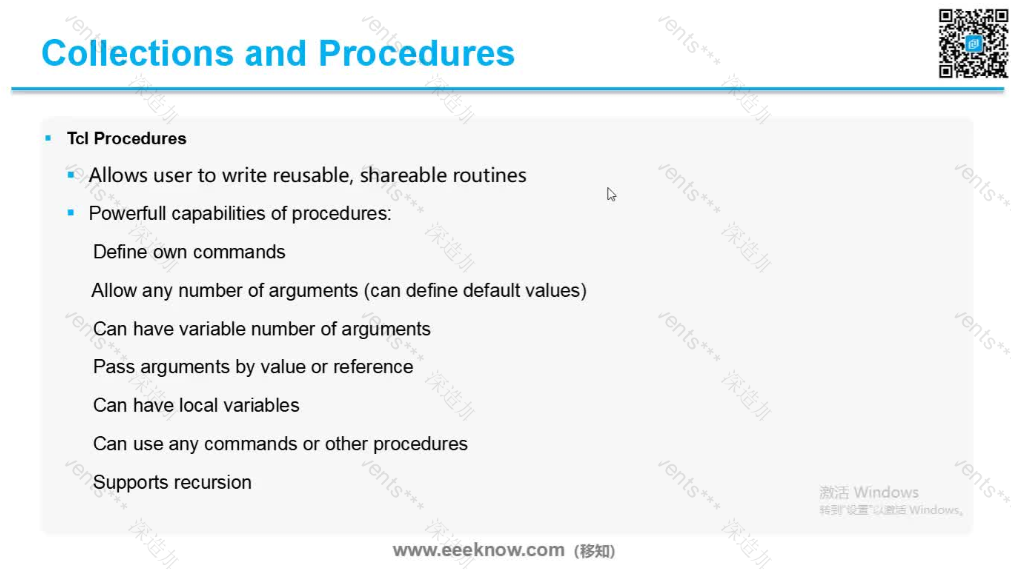 Collections and Procedures
Tcl Procedures
Allows user to write reusable, shareable routines
Powerfull capabilities of procedures:
Define own commands
Allow any number of arguments (can define default values)
Can have variable number of arguments
Pass arguments by value or reference
Can have local variables
Can use any commands or other procedures
Supports recursion
激活 Windows
转到"设置"以激活 Windows。
www.eeeknow.com（移知）